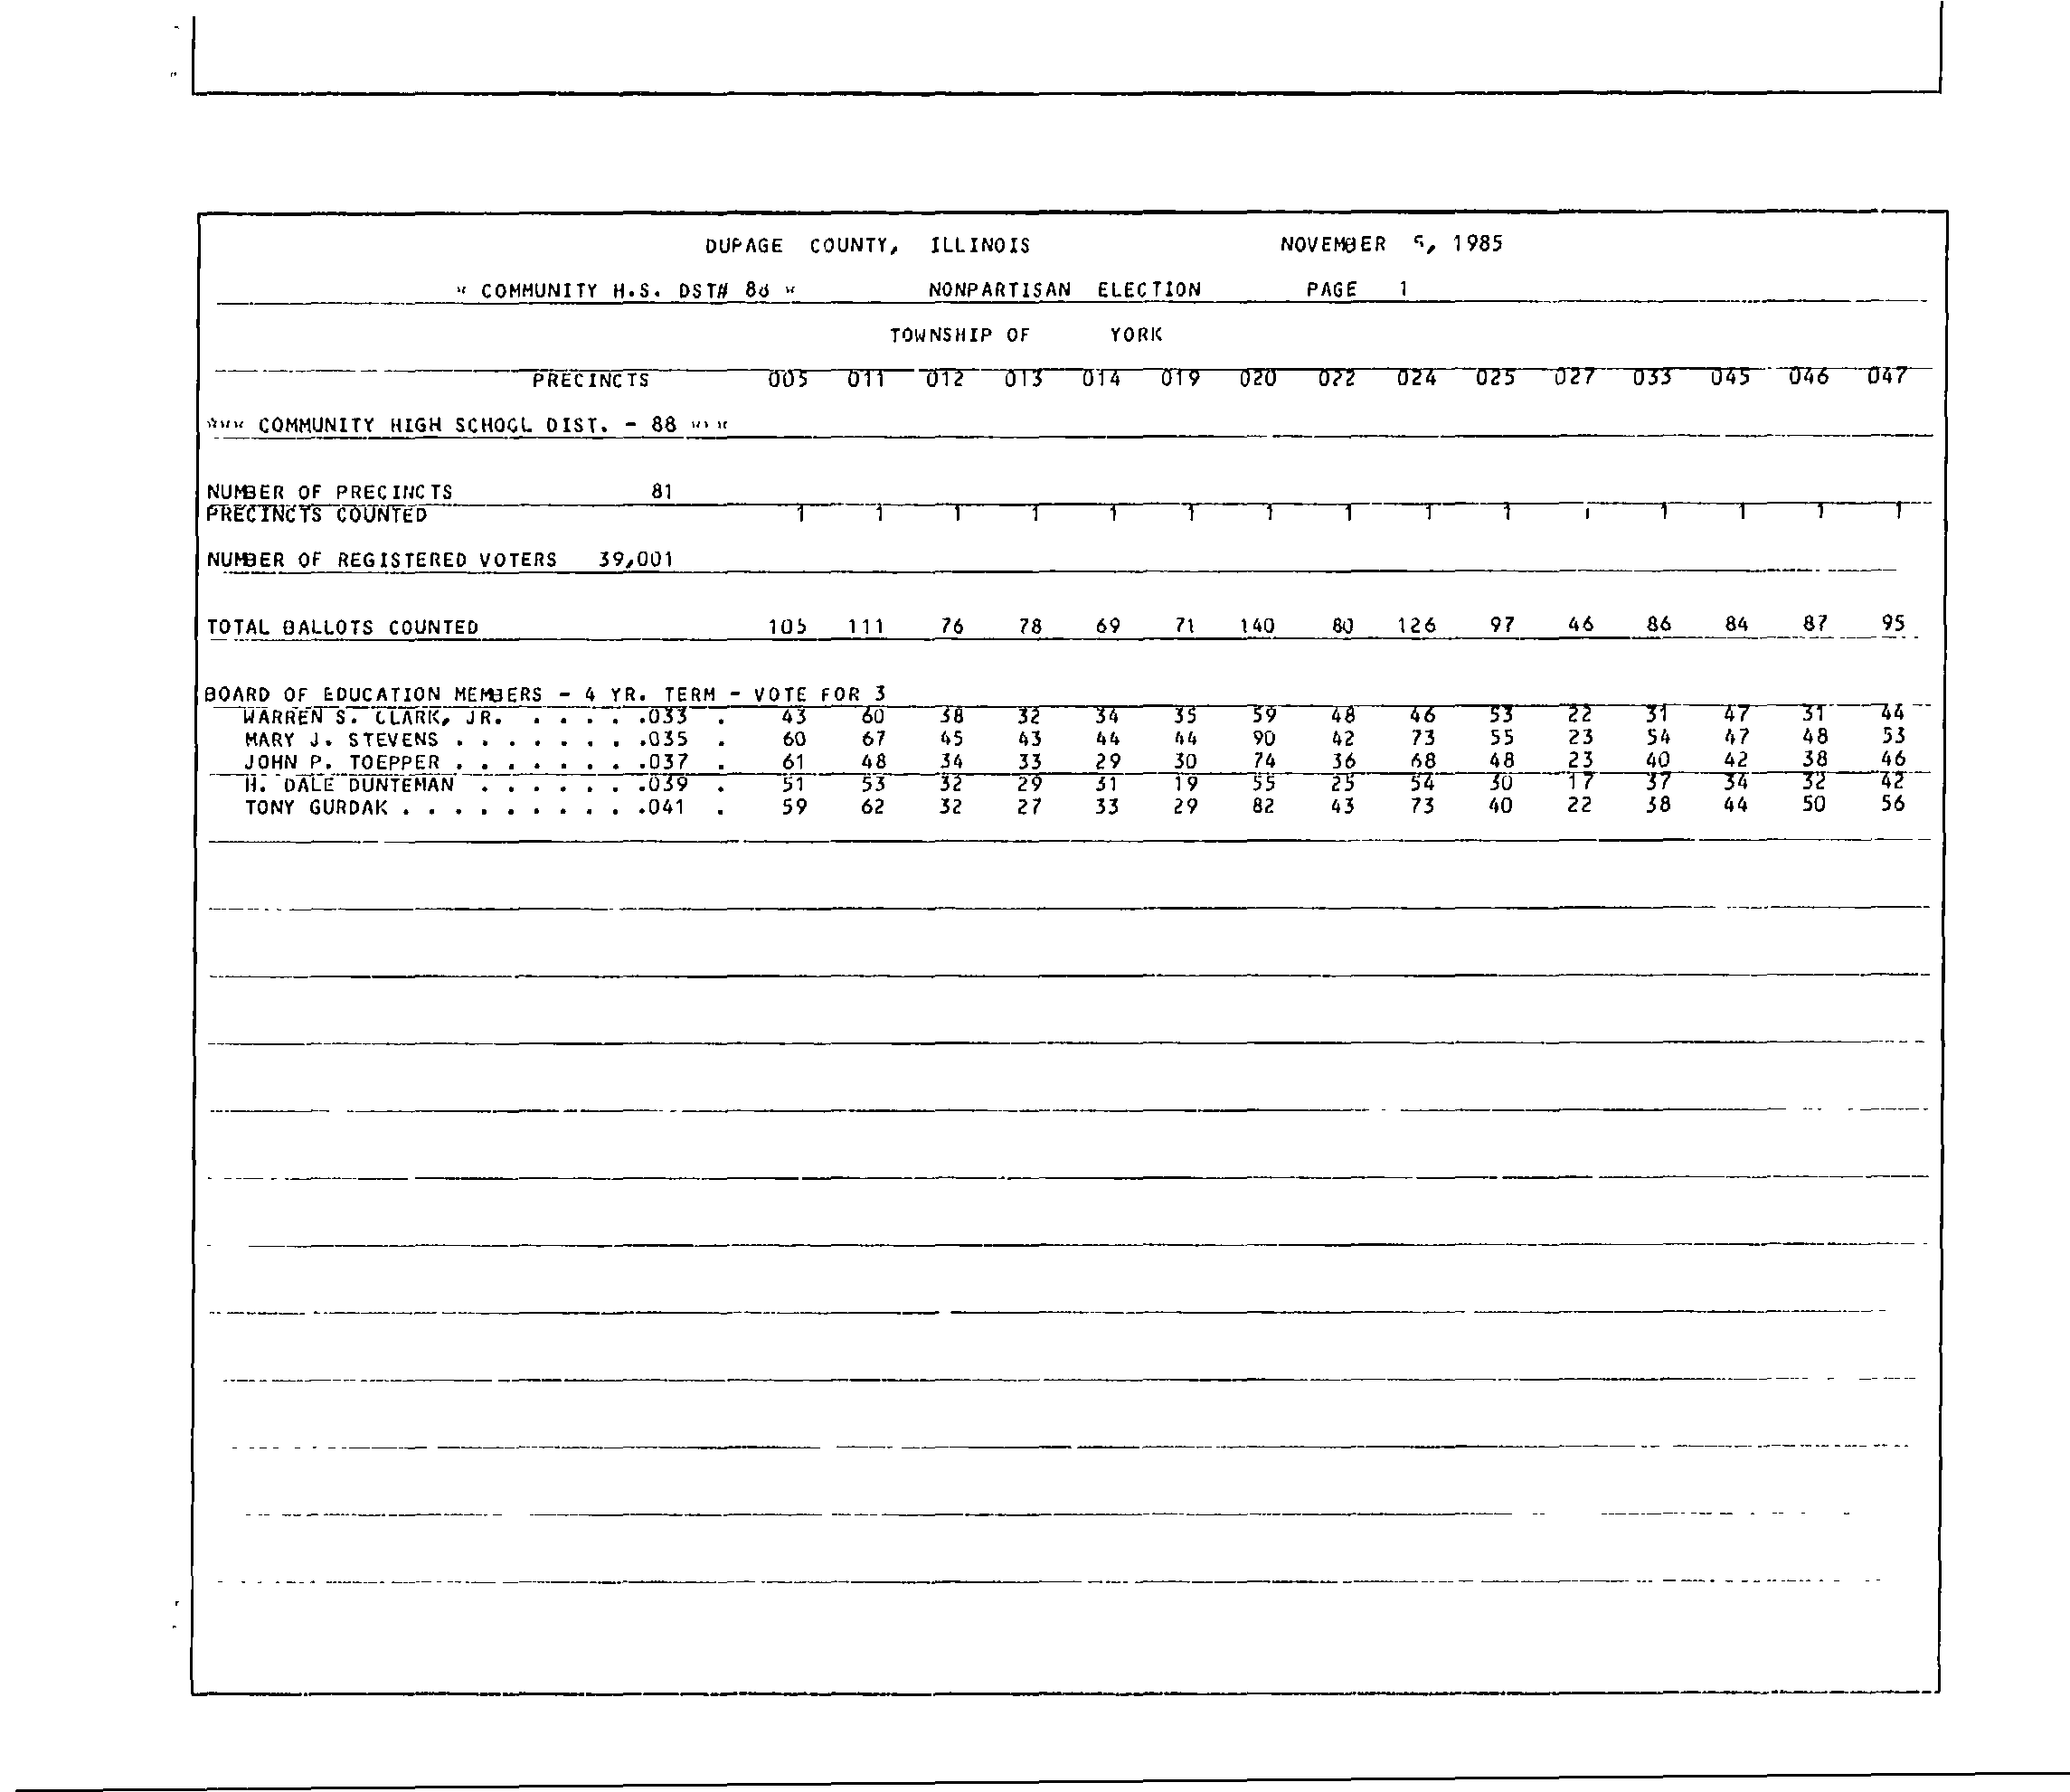 DUPAGE COUNTY, ILLINOIS NOVEMBER 5, 1985
* COMMUNITY H.S. DST# 88 * NONPARTISAN ELECTION PAGE 1
TOWNSHIP OF YORK
PRECINCTS 005 011 012 013 014 019 020 022 024 025 027 033 045 046 047
*** COMMUNITY HIGH SCHOOL DIST. - 88 ***
NUMBER OF PRECINCTS 81
PRECINCTS COUNTED 1 1 1 1 1 1 1 1 1 1 1 1 1 1 1
NUMBER OF REGISTERED VOTERS 39,001
TOTAL BALLOTS COUNTED 105 111 76 78 69 71 140 80 126 97 46 86 84 87 95
BOARD OF EDUCATION MEMBERS - 4 YR. TERM - VOTE FOR 3
WARREN S. CLARK, JR. . . . . .033 . 43 60 38 32 34 35 59 48 46 53 22 31 47 31 44
MARY J. STEVENS . . . . . . . .035 . 60 67 45 43 44 44 90 42 73 55 23 54 47 48 53
JOHN P. TOEPPER . . . . . . . .037 . 61 48 34 33 29 30 74 36 68 48 23 40 42 38 46
H. DALE DUNTEMAN . . . . . . .039 . 51 53 32 29 31 19 55 25 54 30 17 37 34 32 42
TONY GURDAK . . . . . . . . . .041 . 59 62 32 27 33 29 82 43 73 40 22 38 44 50 56